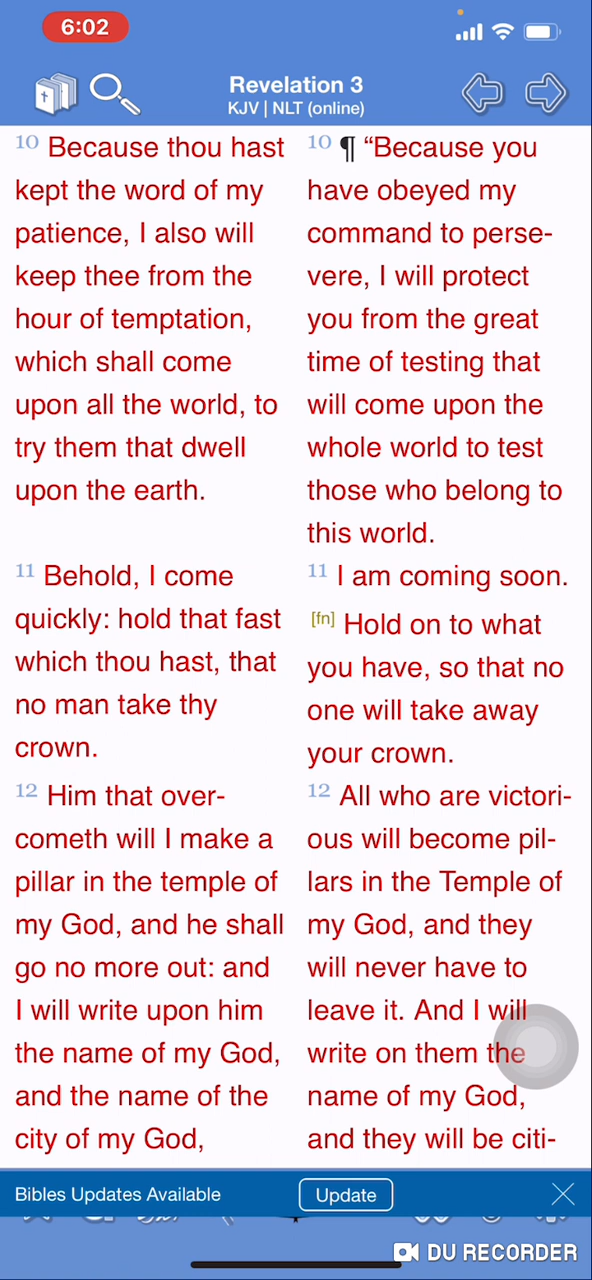 6:02
Revelation 3
KJV | NLT (online)
10 Because thou hast
kept the word of my
patience, I also will
keep thee from the
hour of temptation,
which shall come
upon all the world, to
try them that dwell
upon the earth.
11 Behold, I come
quickly: hold that fast
which thou hast, that
no man take thy
crown.
12 Him that over-
cometh will I make a
pillar in the temple of
my God, and he shall
go no more out: and
I will write upon him
the name of my God,
and the name of the
city of my God,
10 ¶ “Because you
have obeyed my
command to perse-
vere, I will protect
you from the great
time of testing that
will come upon the
whole world to test
those who belong to
this world.
11 I am coming soon.
[fn] Hold on to what
you have, so that no
one will take away
your crown.
12 All who are victori-
ous will become pil-
lars in the Temple of
my God, and they
will never have to
leave it. And I will
write on them the
name of my God,
and they will be citi-
Bibles Updates Available
Update
DU RECORDER